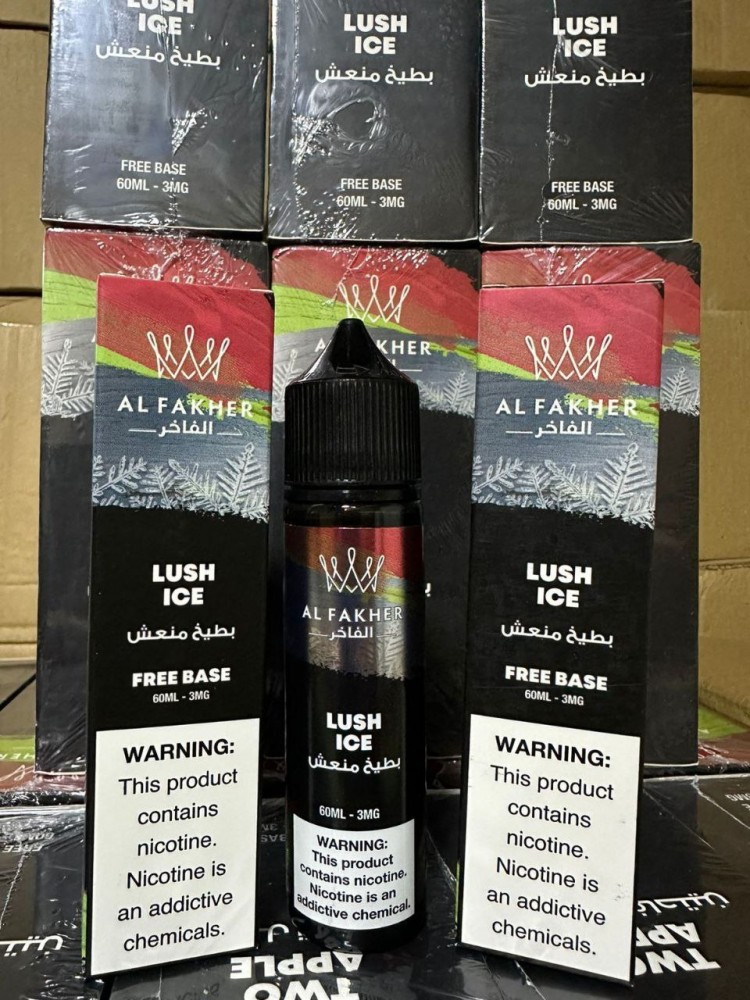 LUSH
ICE
بطيخ منعش
FREE BASE
60ML - 3MG
LUSH
ICE
بطيخ منعش
FREE BASE
60ML - 3MG
LUSH
ICE
بطيخ منعش
FREE BASE
60ML - 3MG
AL FAKHER
الفاخر
LUSH
ICE
بطيخ منعش
FREE BASE
60ML - 3MG
WARNING:
This product
contains
nicotine.
Nicotine is
an addictive
chemicals.
AL FAKHER
الفاخر
LUSH
ICE
بطيخ منعش
60ML - 3MG
WARNING:
This product
contains nicotine.
Nicotine is an
addictive chemical.
AL FAKHER
الفاخر
LUSH
ICE
بطيخ منعش
FREE BASE
60ML - 3MG
WARNING:
This product
contains
nicotine.
Nicotine is
an addictive
chemicals.
TWO
APPLE
TWO